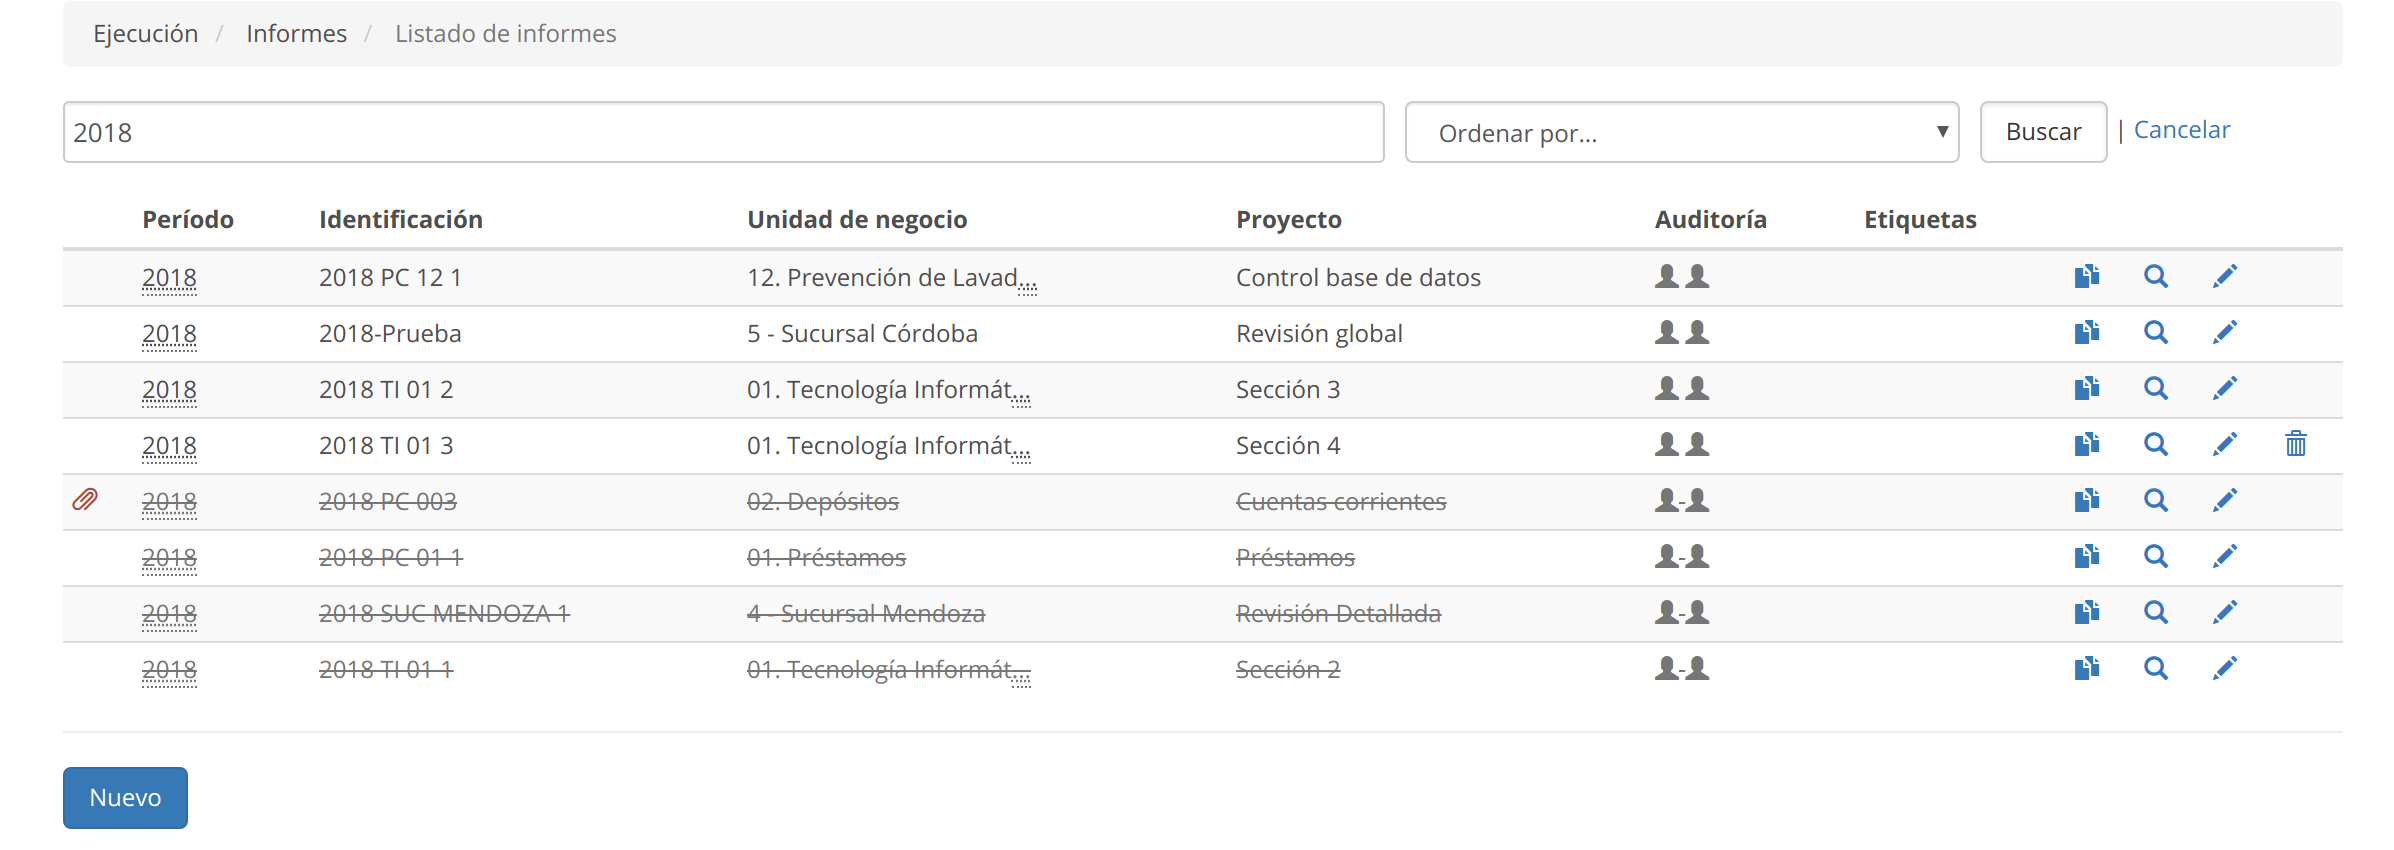 Ejecución / Informes / Listado de informes
2018 Ordenar por... Buscar | Cancelar
Período Identificación Unidad de negocio Proyecto Auditoría Etiquetas
2018 2018 PC 12 1 12. Prevención de Lavad... Control base de datos
2018 2018-Prueba 5 - Sucursal Córdoba Revisión global
2018 2018 TI 01 2 01. Tecnología Informát... Sección 3
2018 2018 TI 01 3 01. Tecnología Informát... Sección 4
2018 2018 PC 003 02. Depósitos Cuentas corrientes
2018 2018 PC 01 1 01. Préstamos Préstamos
2018 2018 SUC MENDOZA 1 4 - Sucursal Mendoza Revisión Detallada
2018 2018 TI 01 1 01. Tecnología Informát... Sección 2
Nuevo